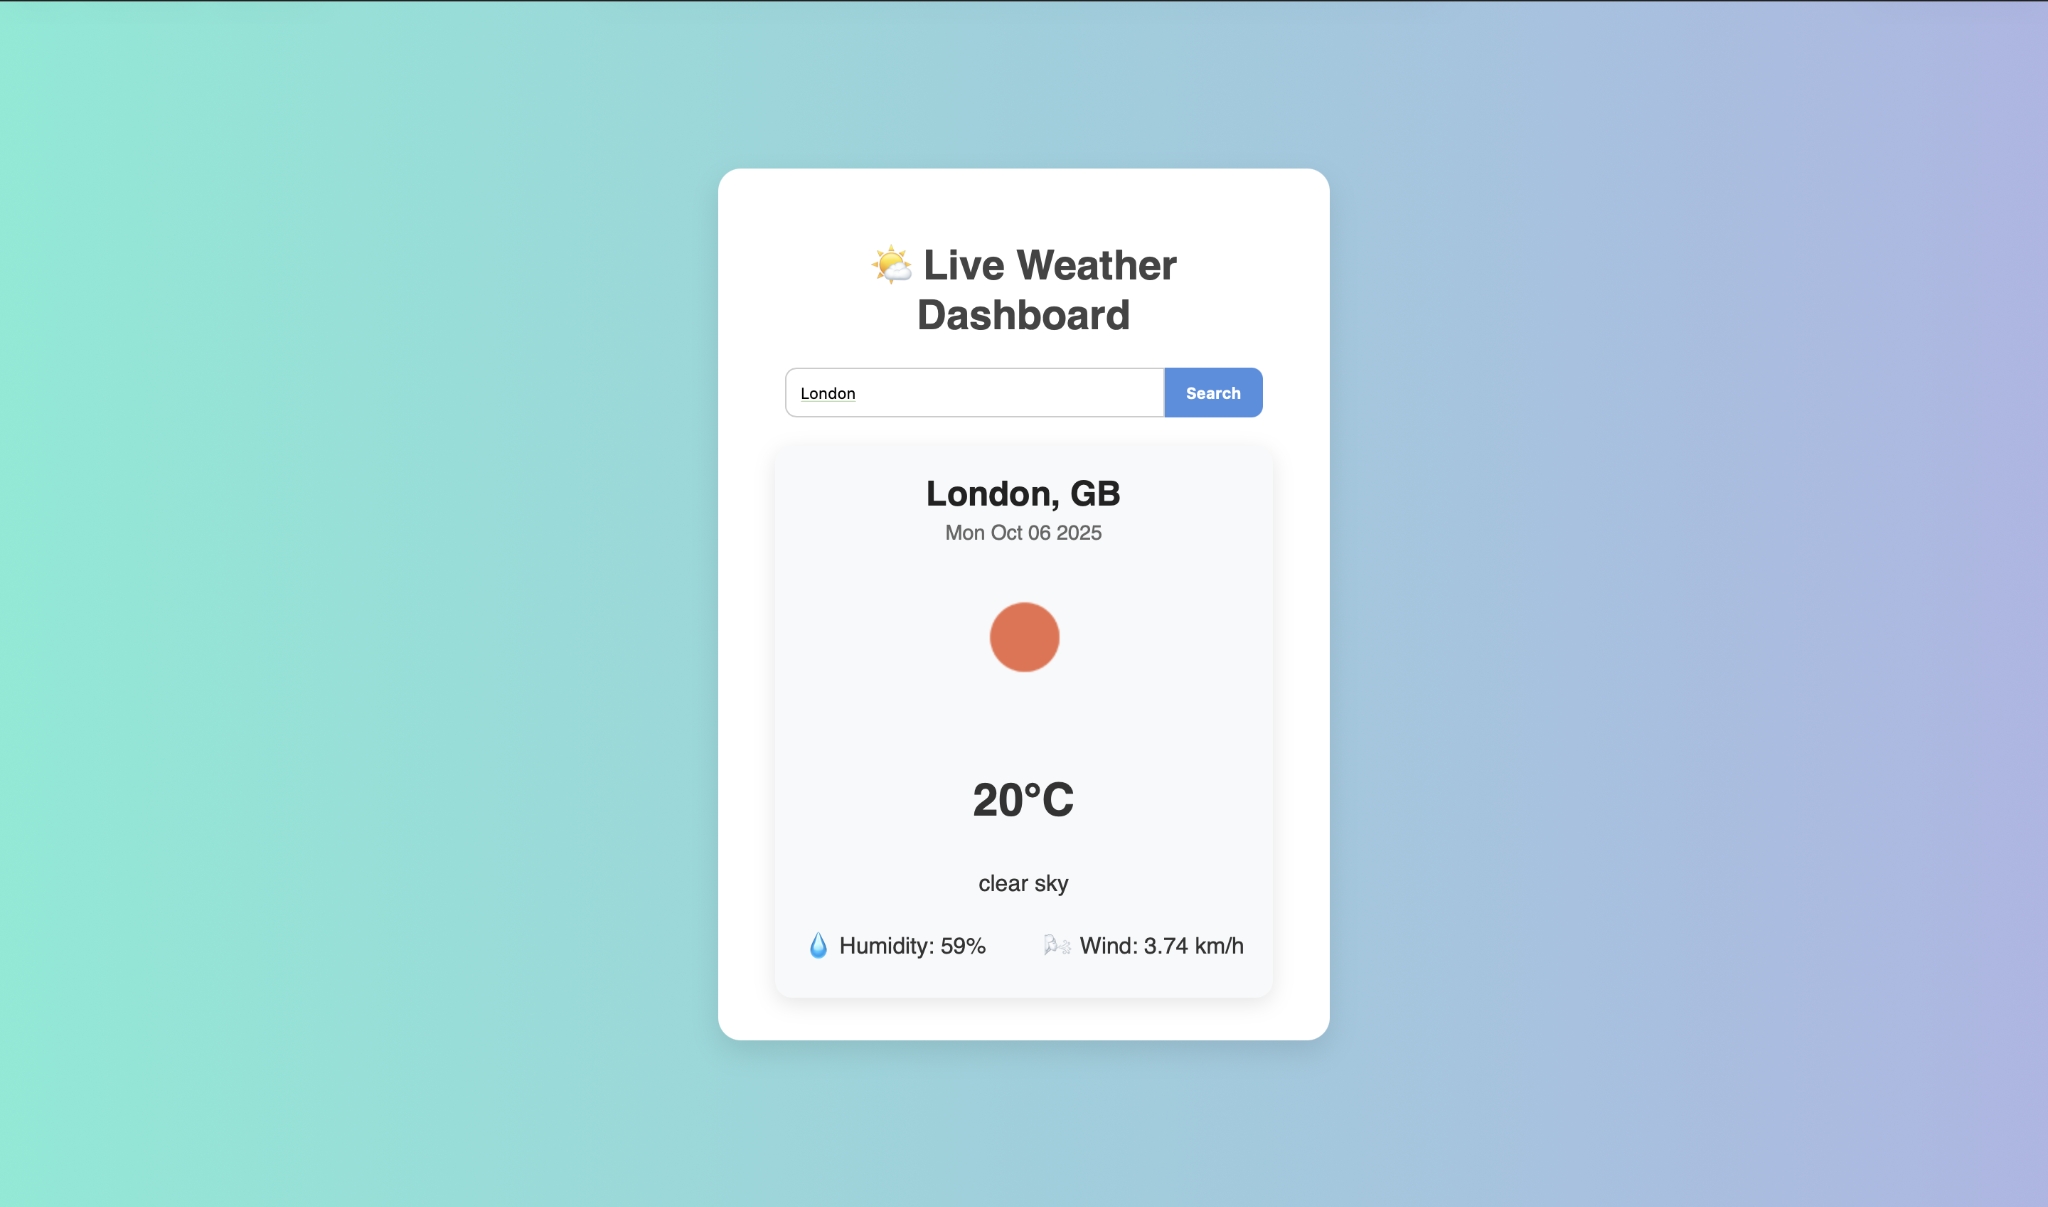 Live Weather
Dashboard
London
Search
London, GB
Mon Oct 06 2025
20°C
clear sky
Humidity: 59%
Wind: 3.74 km/h